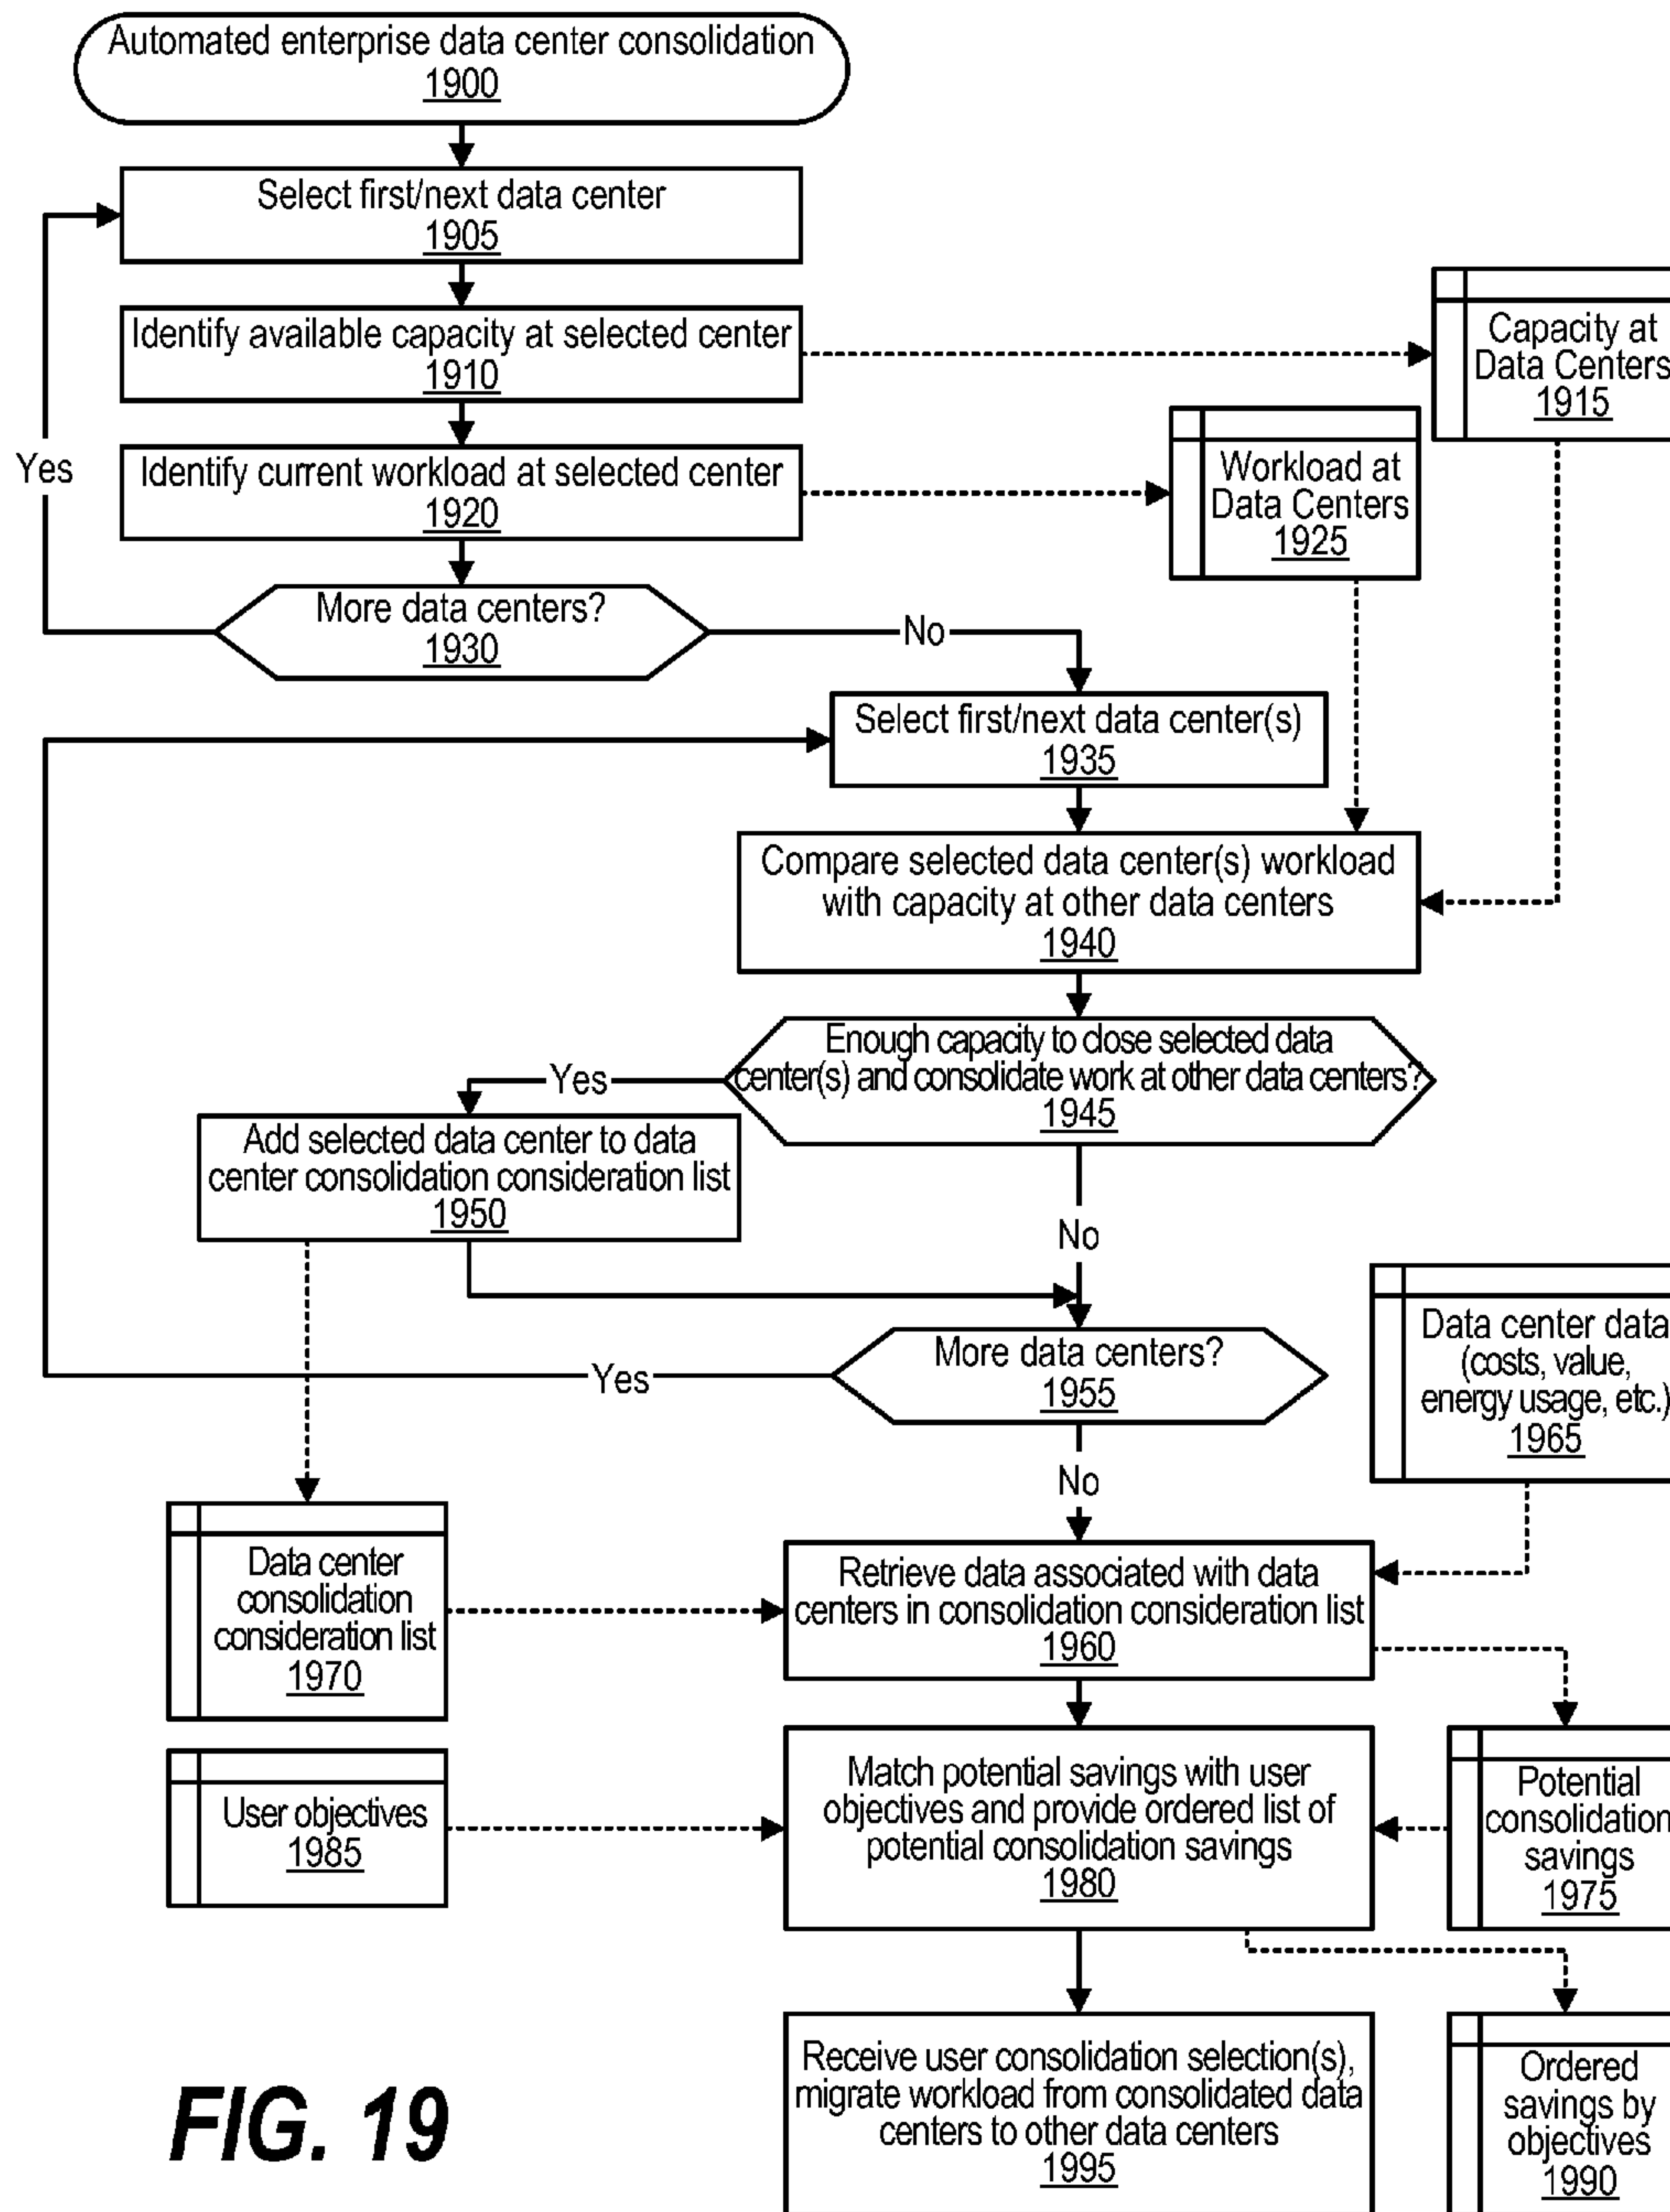 Automated enterprise data center consolidation
1900
Select first/next data center
1905
Identify available capacity at selected center
1910
Capacity at
Data Centers
1915
Identify current workload at selected center
1920
Workload at
Data Centers
1925
Yes
More data centers?
1930
No
Select first/next data center(s)
1935
Compare selected data center(s) workload
with capacity at other data centers
1940
Enough capacity to close selected data
center(s) and consolidate work at other data centers?
1945
Yes
Add selected data center to data
center consolidation consideration list
1950
No
More data centers?
1955
Yes
Data center data
(costs, value,
energy usage, etc.)
1965
No
Data center
consolidation
consideration list
1970
Retrieve data associated with data
centers in consolidation consideration list
1960
User objectives
1985
Match potential savings with user
objectives and provide ordered list of
potential consolidation savings
1980
Potential
consolidation
savings
1975
Receive user consolidation selection(s),
migrate workload from consolidated data
centers to other data centers
1995
Ordered
savings by
objectives
1990
FIG. 19